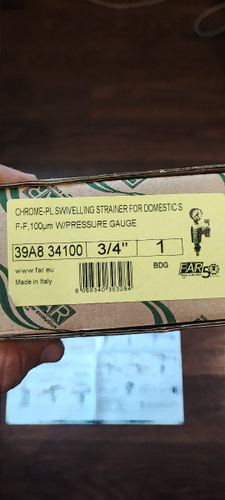 CHROME-PL SWIVELLING STRAINER FOR DOMESTIC S
F-F,100µm W/PRESSURE GAUGE
39A8 34100 3/4" 1
www.far.eu BDG FAR 50
Made in Italy